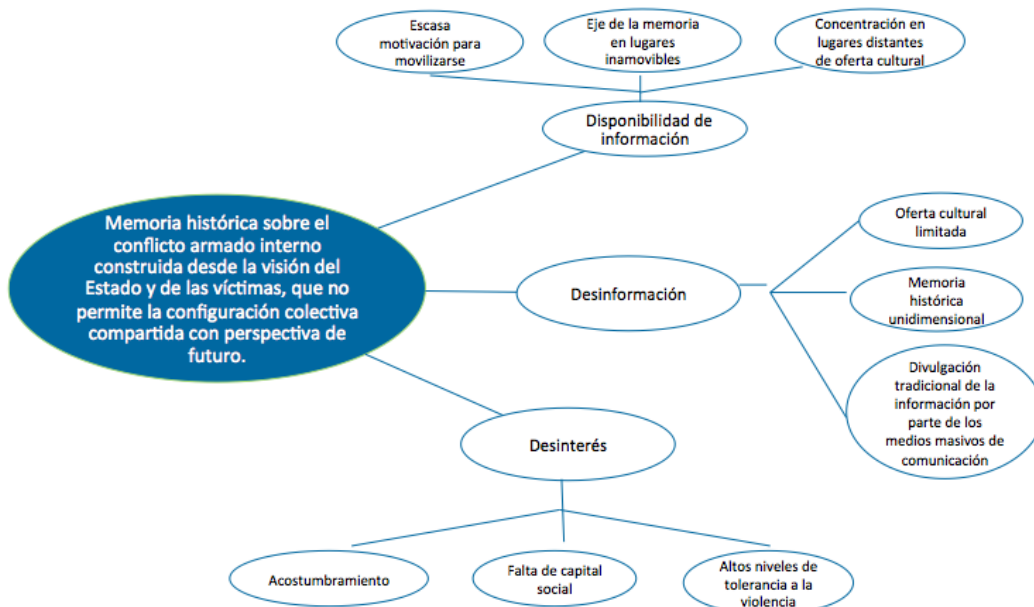 Escasa
motivación para
movilizarse
Eje de la memoria
en lugares
inamovibles
Concentración en
lugares distantes
de oferta cultural
Disponibilidad de
información
Memoria histórica sobre el
conflicto armado interno
construida desde la visión del
Estado y de las víctimas, que no
permite la configuración colectiva
compartida con perspectiva de
futuro.
Desinformación
Oferta cultural
limitada
Memoria
histórica
unidimensional
Divulgación
tradicional de la
información por
parte de los
medios masivos de
comunicación
Desinterés
Acostumbramiento
Falta de capital
social
Altos niveles de
tolerancia a la
violencia